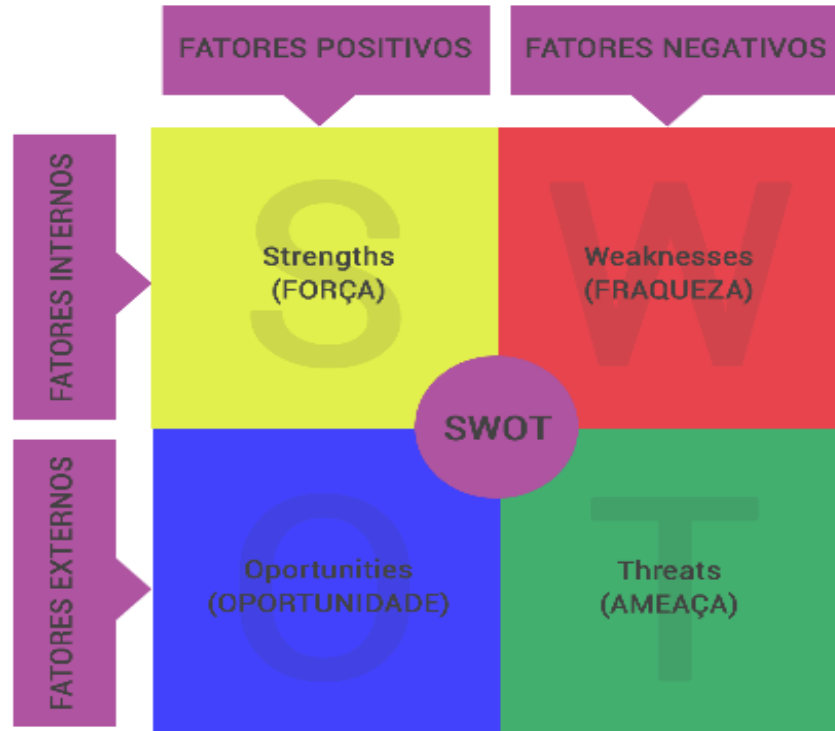 FATORES POSITIVOS
FATORES NEGATIVOS
FATORES INTERNOS
S
Strengths
(FORÇA)
W
Weaknesses
(FRAQUEZA)
SWOT
FATORES EXTERNOS
O
Oportunities
(OPORTUNIDADE)
T
Threats
(AMEAÇA)